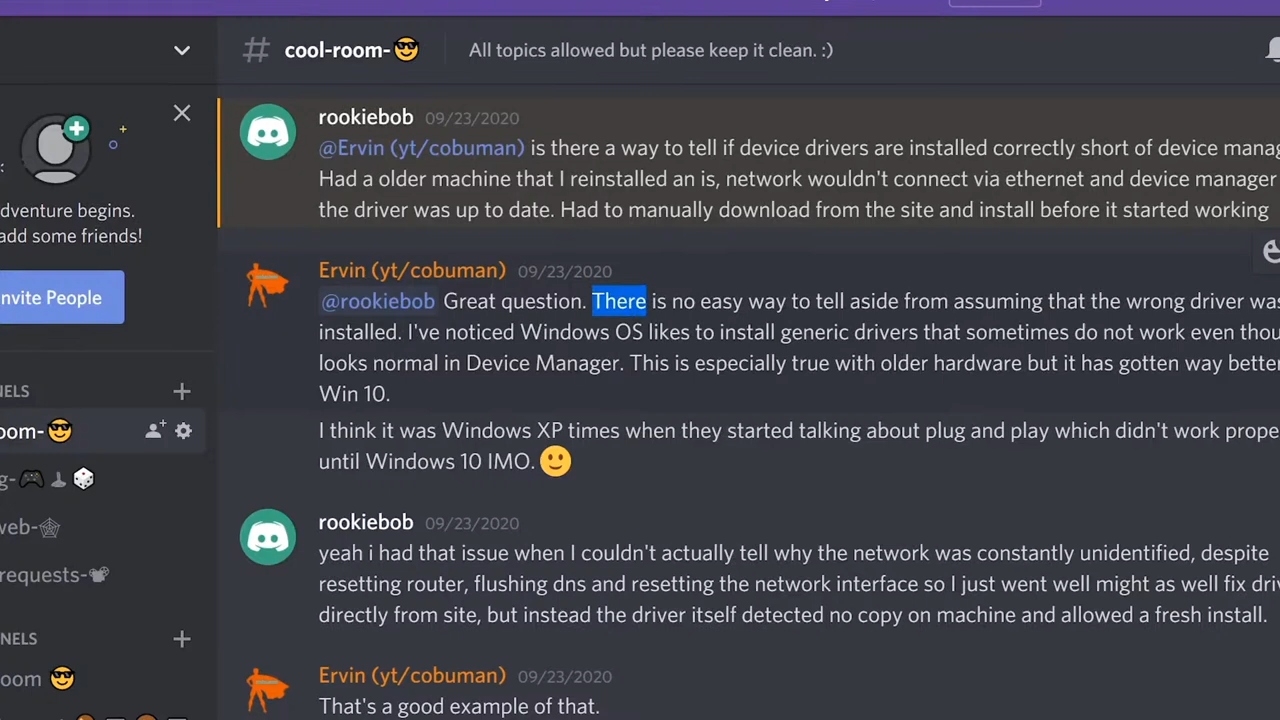 # cool-room-😎 All topics allowed but please keep it clean. :)
rookiebob 09/23/2020
@Ervin (yt/cobuman) is there a way to tell if device drivers are installed correctly short of device
Had a older machine that I reinstalled an is, network wouldn't connect via ethernet and device manager
the driver was up to date. Had to manually download from the site and install before it started working
dventure begins.
add some friends!
Ervin (yt/cobuman) 09/23/2020
@rookiebob Great question. There is no easy way to tell aside from assuming that the wrong driver
nvite People
installed. I've noticed Windows OS likes to install generic drivers that sometimes do not work even
looks normal in Device Manager. This is especially true with older hardware but it has gotten way better
Win 10.
NELS
I think it was Windows XP times when they started talking about plug and play which didn't work
until Windows 10 IMO. 🙂
oom-😎
g-🎮🕹🎲
web-🕸
requests-📽
rookiebob 09/23/2020
yeah i had that issue when I couldn't actually tell why the network was constantly unidentified, despite
resetting router, flushing dns and resetting the network interface so I just went well might as well fix
directly from site, but instead the driver itself detected no copy on machine and allowed a fresh install.
NELS
oom 😎
Ervin (yt/cobuman) 09/23/2020
That's a good example of that.